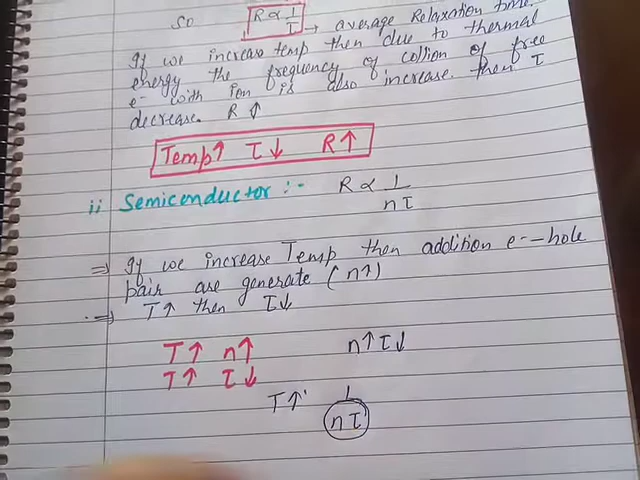 so R ∝ 1/τ → average Relaxation time.
If we increase temp then due to thermal
energy the frequency of collion of free
e⁻ with ion is also increase. then τ
decrease. R ↑
Temp↑ τ↓ R↑
ii Semiconductor :- R ∝ 1/nτ
⇒ If we increase Temp then addition e⁻-hole
pair are generate (n↑)
⇒ T↑ then τ↓
T↑ n↑ n↑ τ↓
T↑ τ↓
T↑ 1/nτ